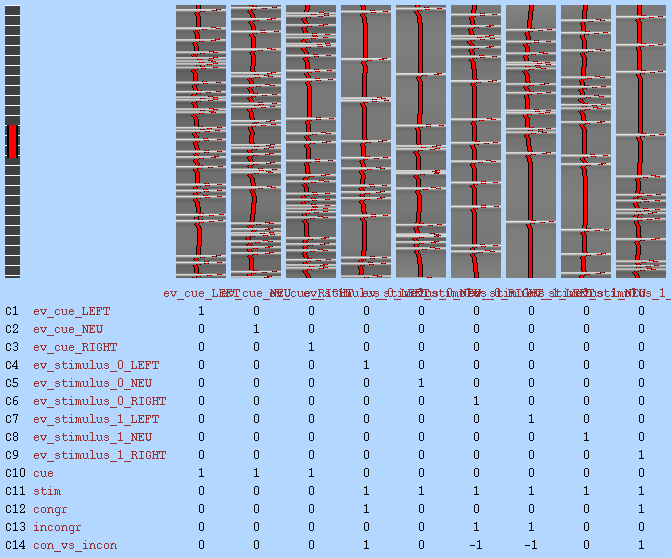 ev_cue_LEFT
C1 ev_cue_LEFT 1 0 0 0 0 0 0 0 0
C2 ev_cue_NEU 0 1 0 0 0 0 0 0 0
C3 ev_cue_RIGHT 0 0 1 0 0 0 0 0 0
C4 ev_stimulus_0_LEFT 0 0 0 1 0 0 0 0 0
C5 ev_stimulus_0_NEU 0 0 0 0 1 0 0 0 0
C6 ev_stimulus_0_RIGHT 0 0 0 0 0 1 0 0 0
C7 ev_stimulus_1_LEFT 0 0 0 0 0 0 1 0 0
C8 ev_stimulus_1_NEU 0 0 0 0 0 0 0 1 0
C9 ev_stimulus_1_RIGHT 0 0 0 0 0 0 0 0 1
C10 cue 1 1 1 0 0 0 0 0 0
C11 stim 0 0 0 1 1 1 1 1 1
C12 congr 0 0 0 1 0 0 0 0 1
C13 incongr 0 0 0 0 0 1 1 0 0
C14 con_vs_incon 0 0 0 1 0 -1 -1 0 1